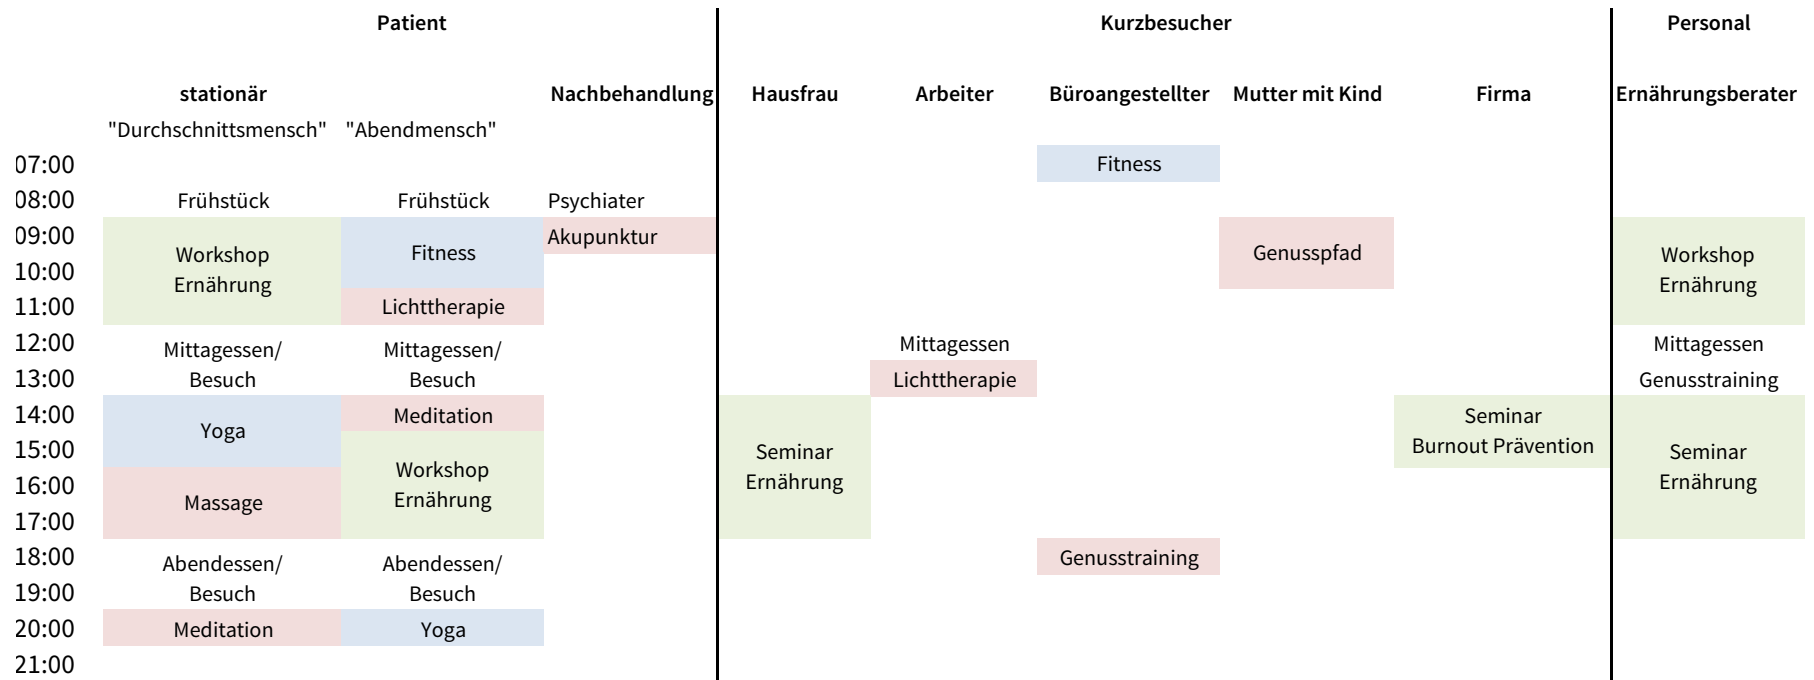 Patient Kurzbesucher Personal
stationär Nachbehandlung Hausfrau Arbeiter Büroangestellter Mutter mit Kind Firma Ernährungsberater
"Durchschnittsmensch" "Abendmensch"
07:00 Fitness
08:00 Frühstück Frühstück Psychiater
09:00 Workshop Fitness Akupunktur Genusspfad Workshop
10:00 Ernährung Ernährung
11:00 Lichttherapie
12:00 Mittagessen/ Mittagessen/ Mittagessen Mittagessen
13:00 Besuch Besuch Lichttherapie Genusstraining
14:00 Yoga Meditation Seminar
15:00 Workshop Seminar Burnout Prävention Seminar
16:00 Massage Ernährung Ernährung Ernährung
17:00
18:00 Abendessen/ Abendessen/ Genusstraining
19:00 Besuch Besuch
20:00 Meditation Yoga
21:00